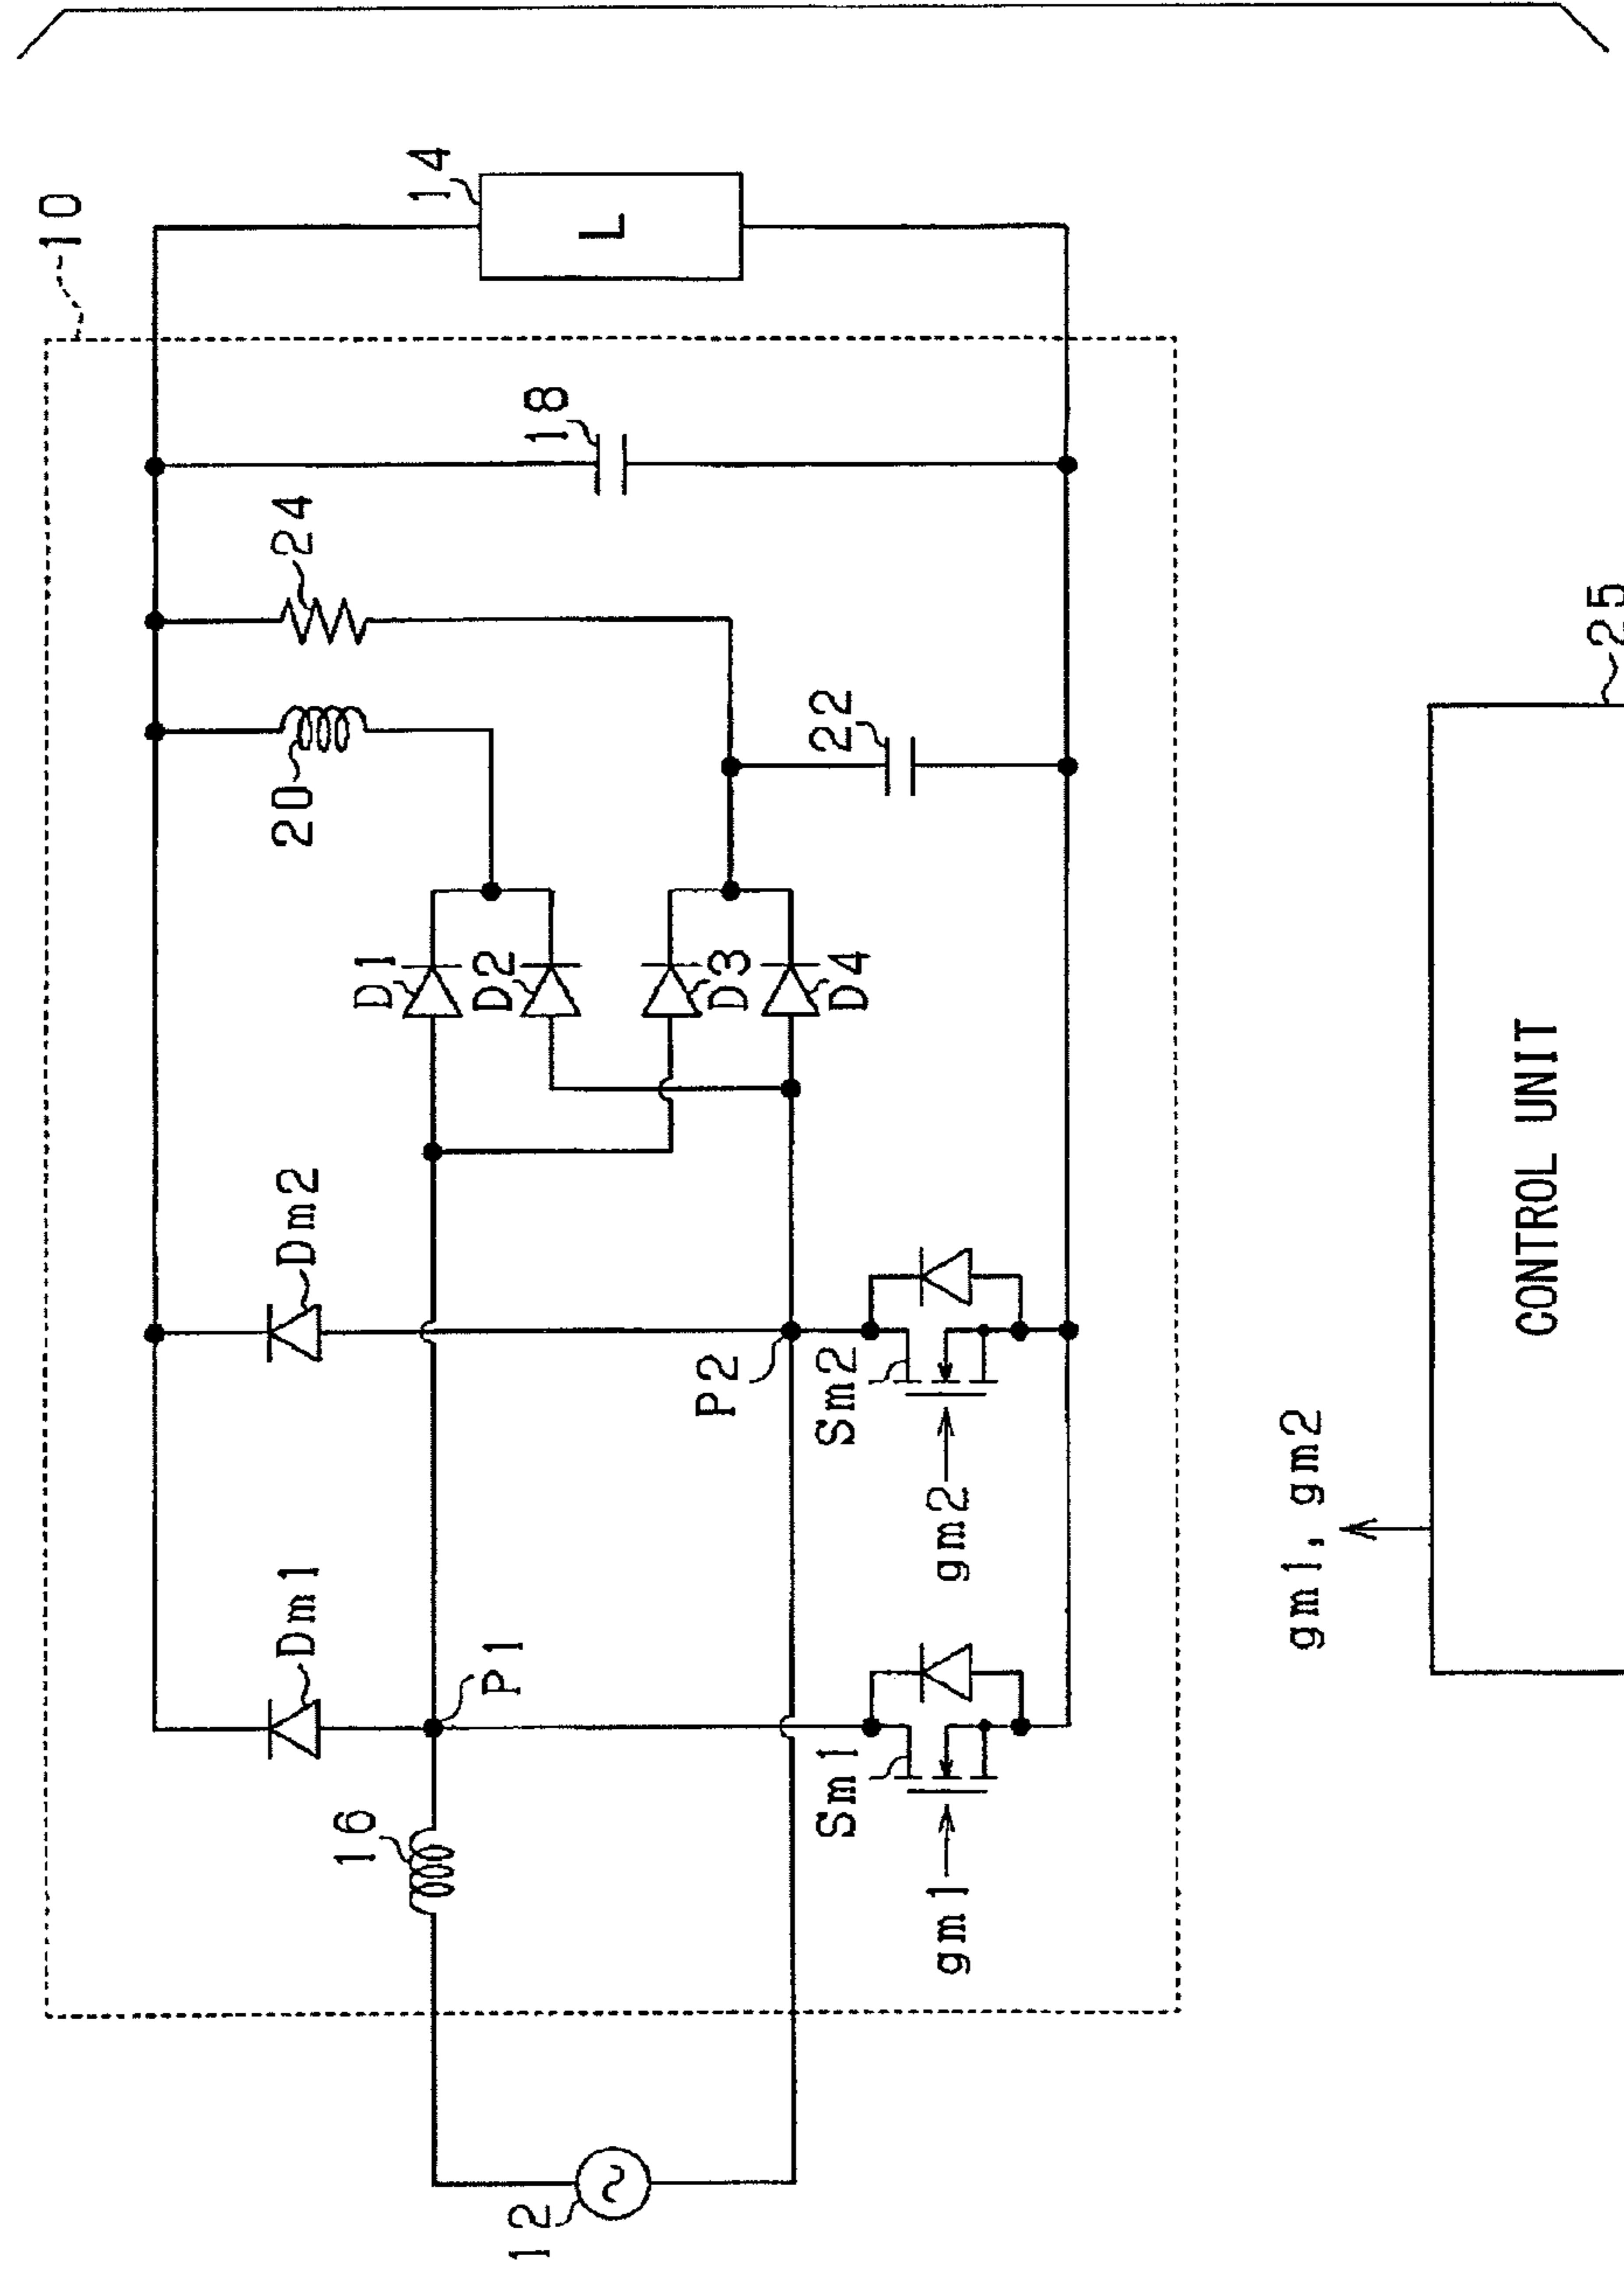 10
14
L
18
24
20
22
D1
D2
D3
D4
Dm2
P2
Sm2
gm2
Dm1
P1
16
Sm1
gm1
12
gm1, gm2
25
CONTROL UNIT